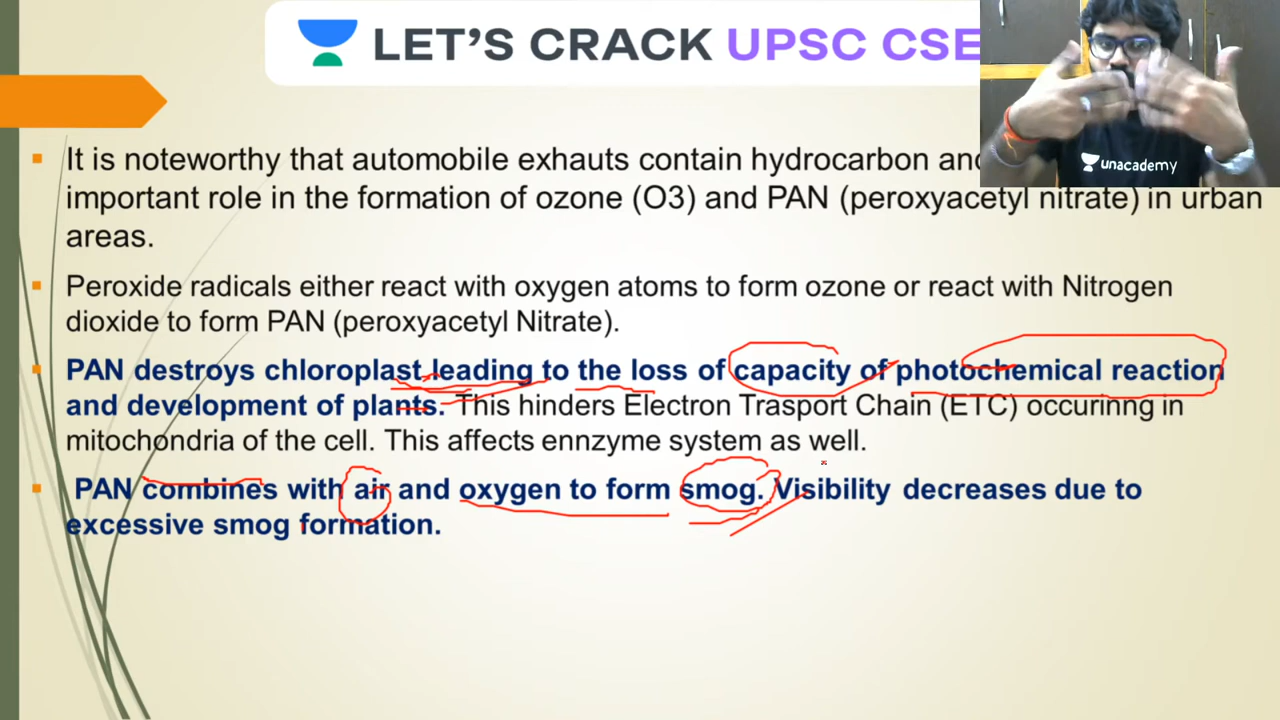 LET'S CRACK UPSC CSE
unacademy
It is noteworthy that automobile exhauts contain hydrocarbon and
important role in the formation of ozone (O3) and PAN (peroxyacetyl nitrate) in urban
areas.
Peroxide radicals either react with oxygen atoms to form ozone or react with Nitrogen
dioxide to form PAN (peroxyacetyl Nitrate).
PAN destroys chloroplast leading to the loss of capacity of photochemical reaction
and development of plants. This hinders Electron Trasport Chain (ETC) occurinng in
mitochondria of the cell. This affects ennzyme system as well.
PAN combines with air and oxygen to form smog. Visibility decreases due to
excessive smog formation.